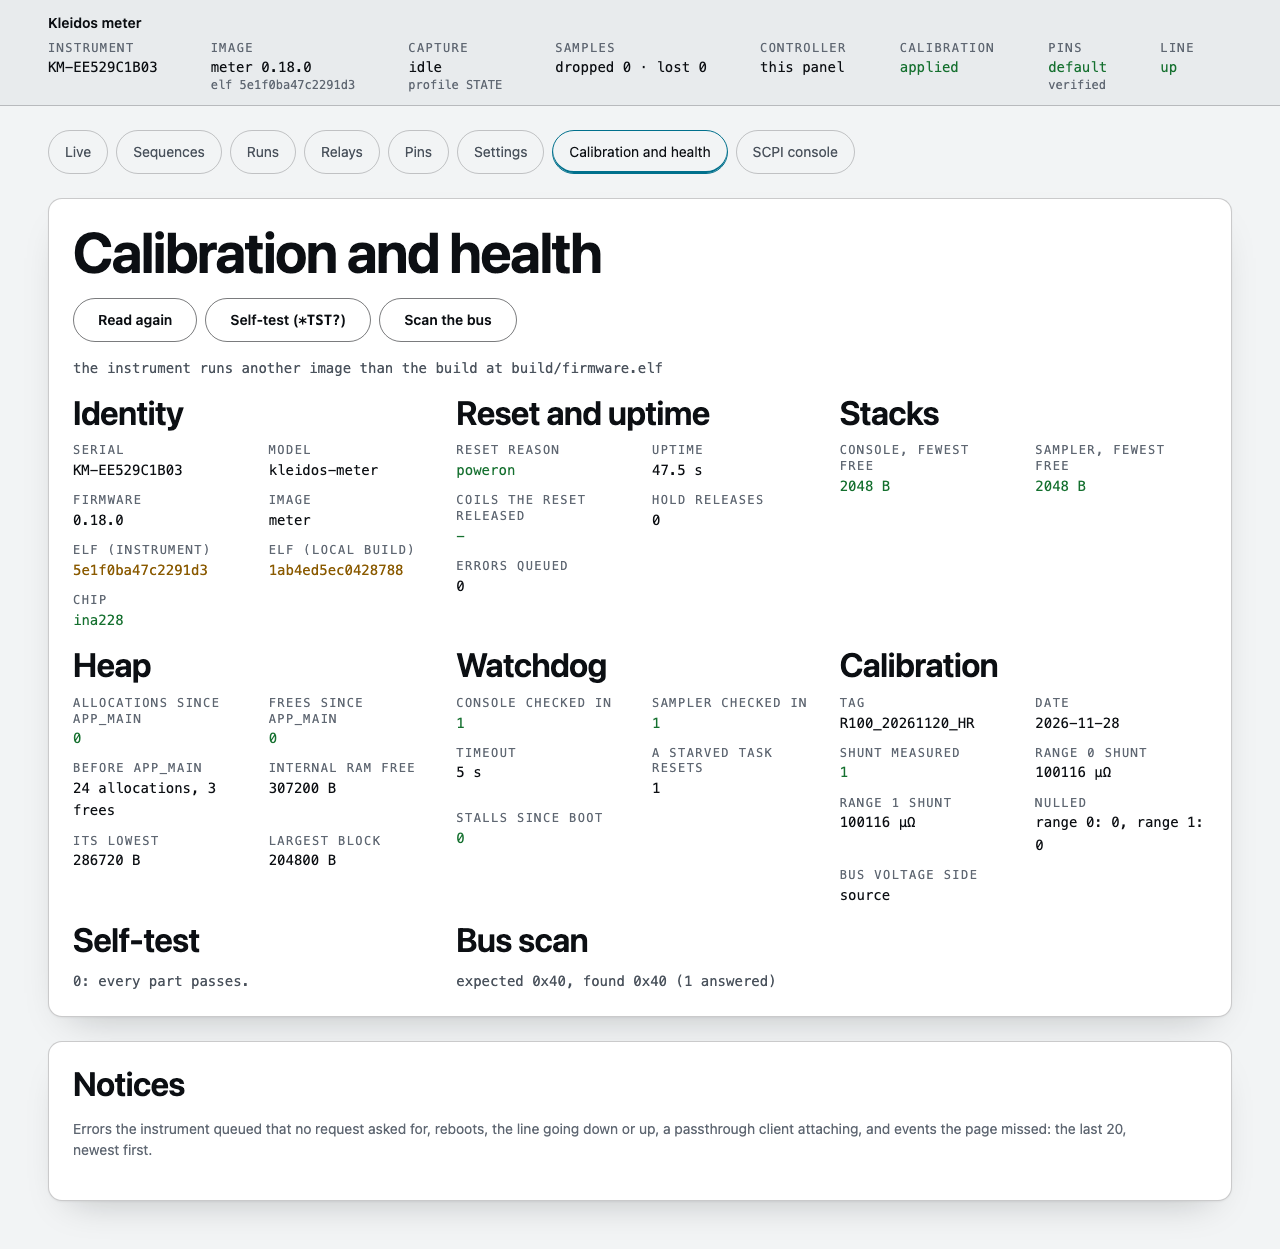 Kleidos meter
INSTRUMENT
KM-EE529C1B03
IMAGE
meter 0.18.0
elf 5e1f0ba47c2291d3
CAPTURE
idle
profile STATE
SAMPLES
dropped 0 · lost 0
CONTROLLER
this panel
CALIBRATION
applied
PINS
default
verified
LINE
up
Live
Sequences
Runs
Relays
Pins
Settings
Calibration and health
SCPI console
Calibration and health
Read again
Self-test (*TST?)
Scan the bus
the instrument runs another image than the build at build/firmware.elf
Identity
SERIAL
KM-EE529C1B03
MODEL
kleidos-meter
FIRMWARE
0.18.0
IMAGE
meter
ELF (INSTRUMENT)
5e1f0ba47c2291d3
ELF (LOCAL BUILD)
1ab4ed5ec0428788
CHIP
ina228
Reset and uptime
RESET REASON
poweron
UPTIME
47.5 s
COILS THE RESET
RELEASED
–
HOLD RELEASES
0
ERRORS QUEUED
0
Stacks
CONSOLE, FEWEST
FREE
2048 B
SAMPLER, FEWEST
FREE
2048 B
Heap
ALLOCATIONS SINCE
APP_MAIN
0
FREES SINCE
APP_MAIN
0
BEFORE APP_MAIN
24 allocations, 3
frees
INTERNAL RAM FREE
307200 B
ITS LOWEST
286720 B
LARGEST BLOCK
204800 B
Watchdog
CONSOLE CHECKED IN
1
SAMPLER CHECKED IN
1
TIMEOUT
5 s
A STARVED TASK
RESETS
1
STALLS SINCE BOOT
0
Calibration
TAG
R100_20261120_HR
DATE
2026-11-28
SHUNT MEASURED
1
RANGE 0 SHUNT
100116 µΩ
RANGE 1 SHUNT
100116 µΩ
NULLED
range 0: 0, range 1:
0
BUS VOLTAGE SIDE
source
Self-test
0: every part passes.
Bus scan
expected 0x40, found 0x40 (1 answered)
Notices
Errors the instrument queued that no request asked for, reboots, the line going down or up, a passthrough client attaching, and events the page missed: the last 20,
newest first.